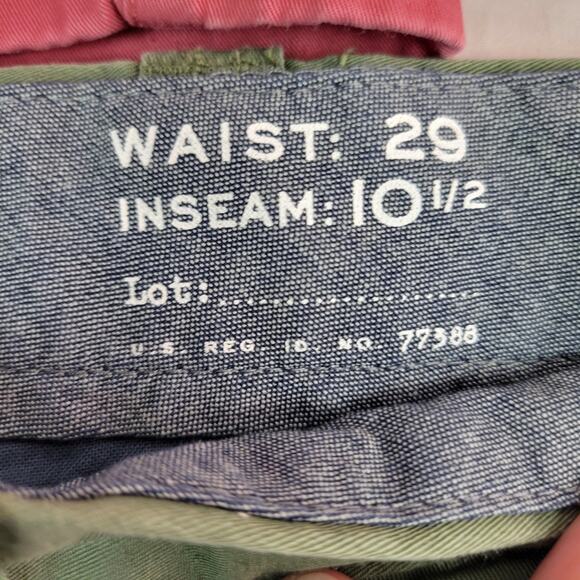 WAIST: 29
INSEAM: 10 1/2
Lot:........................
U.S. REG. ID. NO. 77388